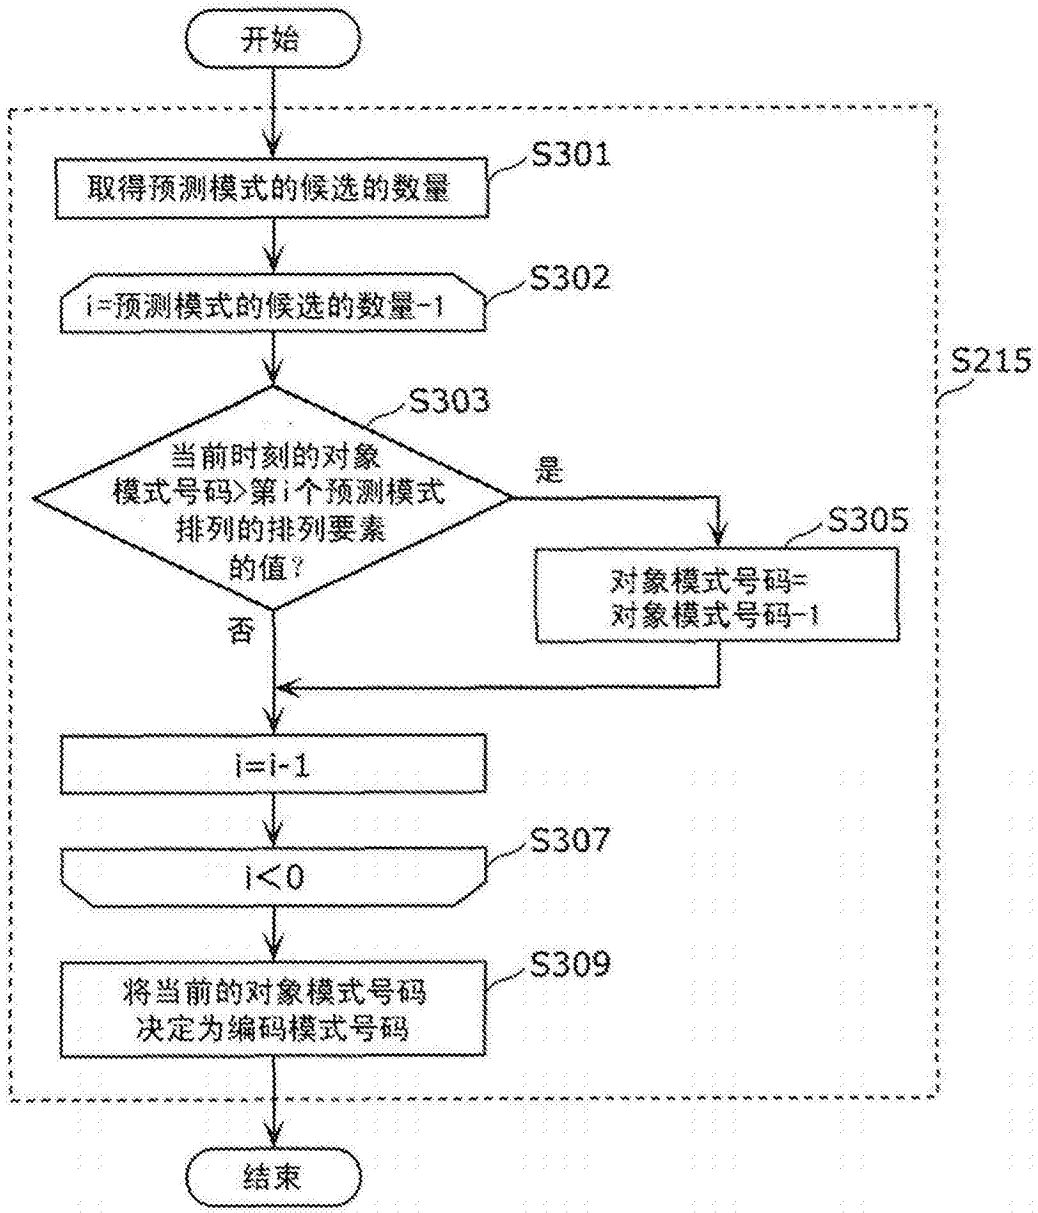 开始
S301
取得预测模式的候选的数量
S302
i=预测模式的候选的数量-1
S215
S303
当前时刻的对象
模式号码>第i个预测模式
排列的排列要素
的值?
是
S305
对象模式号码=
对象模式号码-1
否
i=i-1
S307
i<0
S309
将当前的对象模式号码
决定为编码模式号码
结束